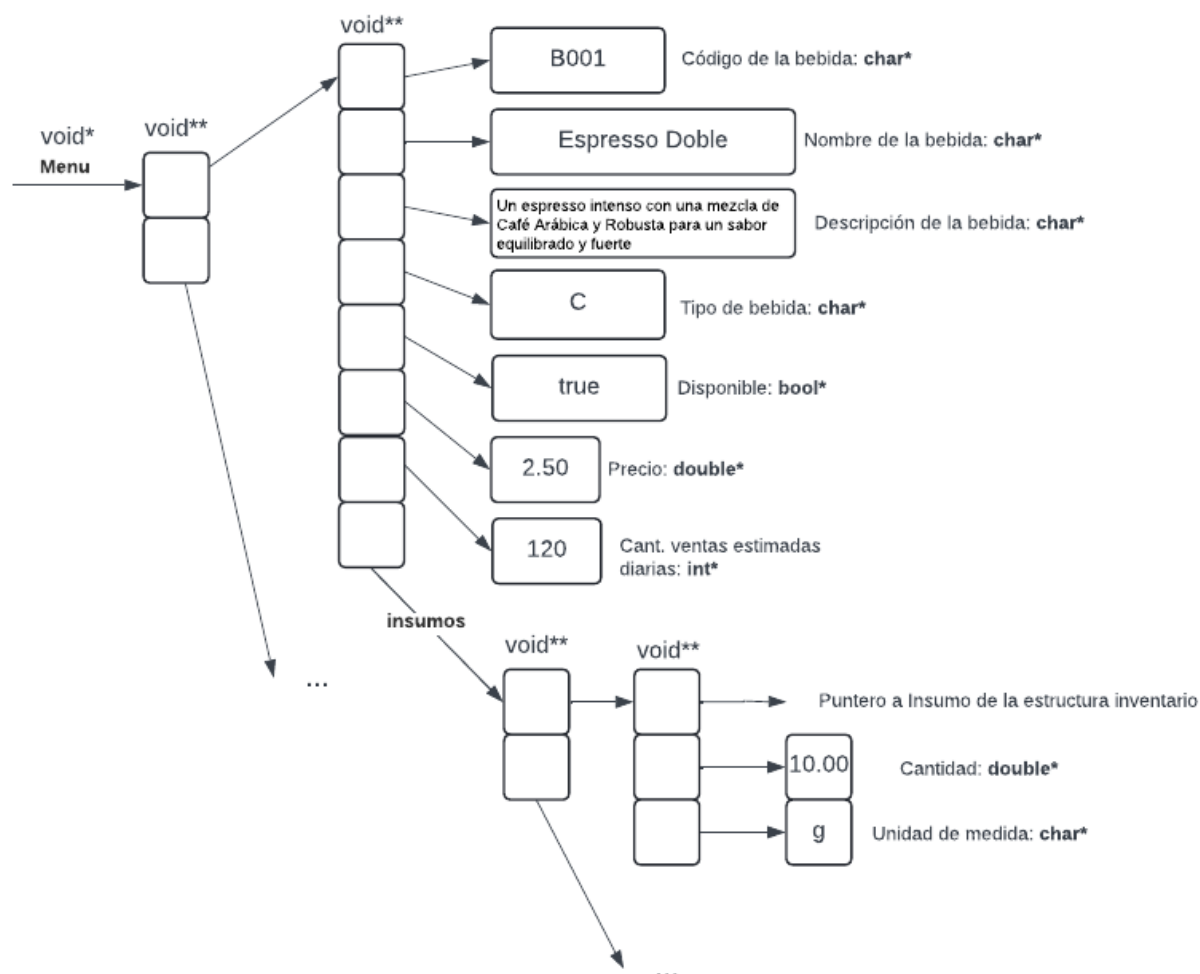 void**
B001
Código de la bebida: char*
void*
void**
Menu
Espresso Doble
Nombre de la bebida: char*
Un espresso intenso con una mezcla de
Café Arábica y Robusta para un sabor
equilibrado y fuerte
Descripción de la bebida: char*
C
Tipo de bebida: char*
true
Disponible: bool*
2.50
Precio: double*
120
Cant. ventas estimadas
diarias: int*
insumos
...
void**
void**
Puntero a Insumo de la estructura inventario
10.00
Cantidad: double*
g
Unidad de medida: char*
...